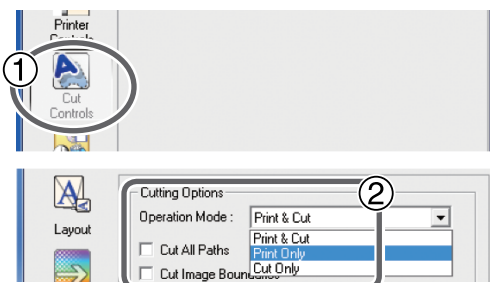 Printer
Controls
1
Cut
Controls
2
Layout
Cutting Options
Operation Mode :
Print & Cut
Print & Cut
Print Only
Cut Only
Cut All Paths
Cut Image